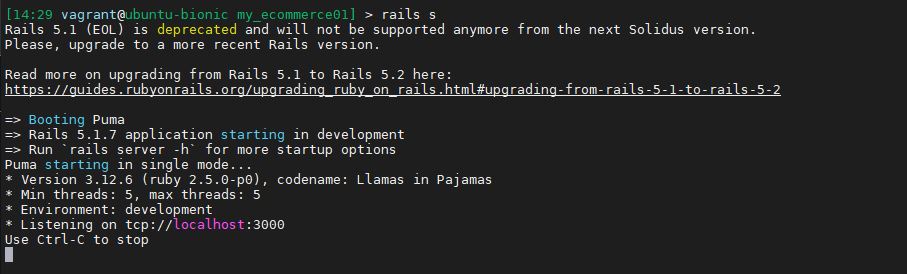 [14:29 vagrant@ubuntu-bionic my_ecommerce01] > rails s
Rails 5.1 (EOL) is deprecated and will not be supported anymore from the next Solidus version.
Please, upgrade to a more recent Rails version.
Read more on upgrading from Rails 5.1 to Rails 5.2 here:
https://guides.rubyonrails.org/upgrading_ruby_on_rails.html#upgrading-from-rails-5-1-to-rails-5-2
=> Booting Puma
=> Rails 5.1.7 application starting in development
=> Run `rails server -h` for more startup options
Puma starting in single mode...
* Version 3.12.6 (ruby 2.5.0-p0), codename: Llamas in Pajamas
* Min threads: 5, max threads: 5
* Environment: development
* Listening on tcp://localhost:3000
Use Ctrl-C to stop